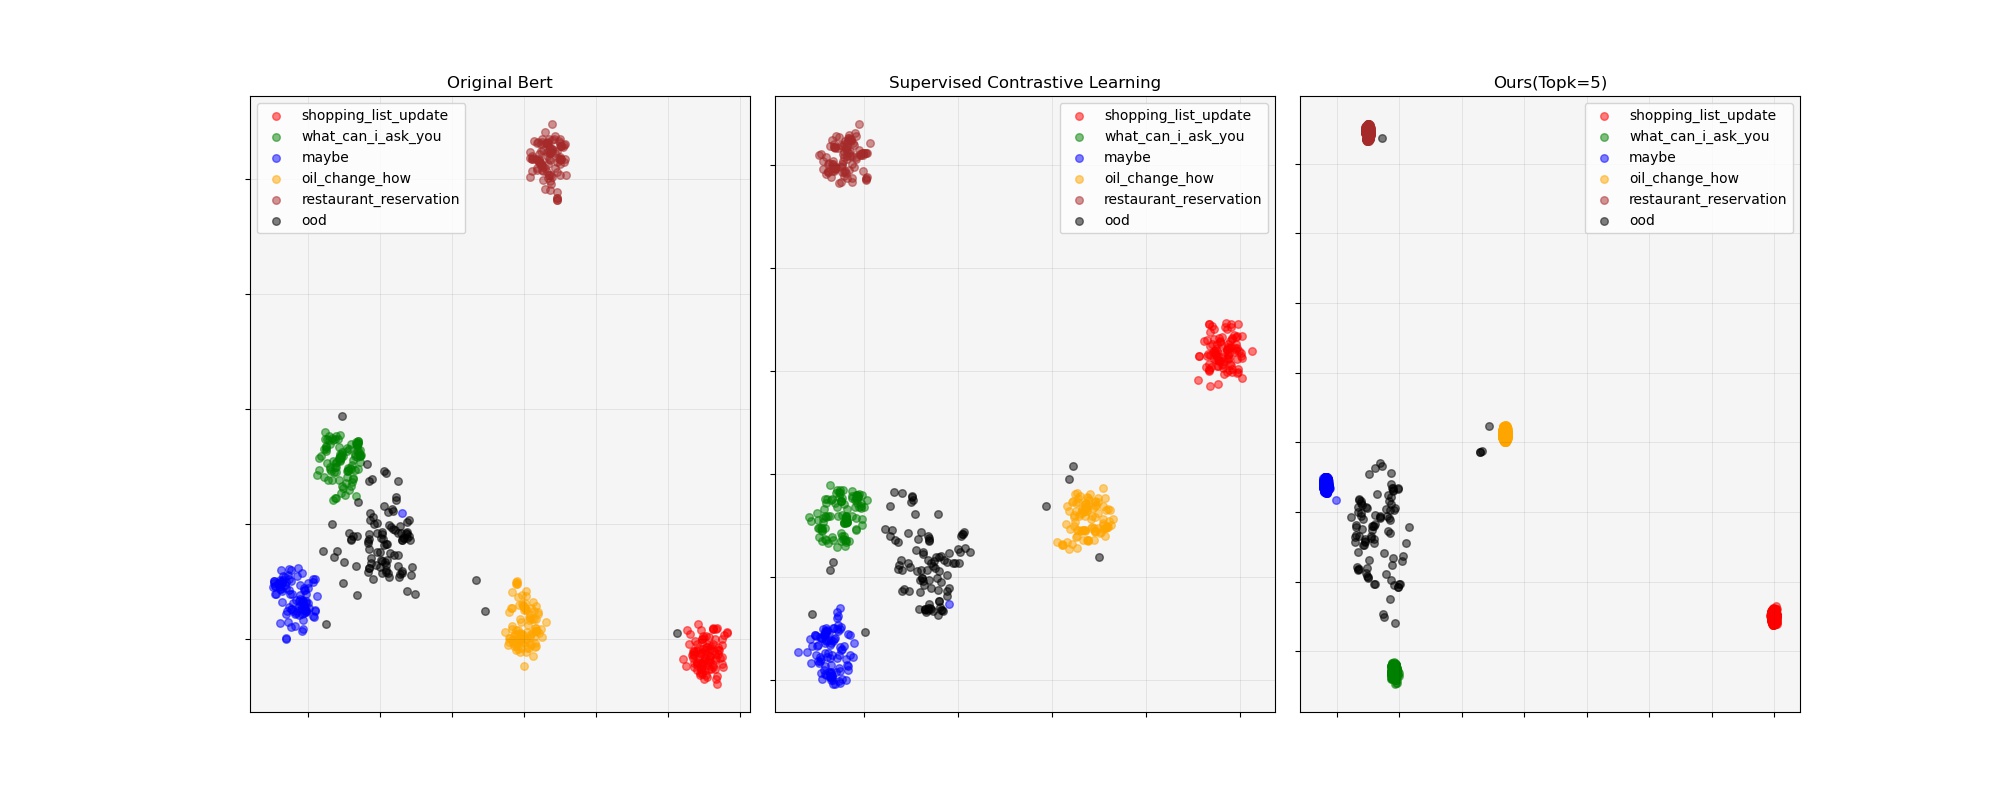 Original Bert
shopping_list_update
what_can_i_ask_you
maybe
oil_change_how
restaurant_reservation
ood
Supervised Contrastive Learning
shopping_list_update
what_can_i_ask_you
maybe
oil_change_how
restaurant_reservation
ood
Ours(Topk=5)
shopping_list_update
what_can_i_ask_you
maybe
oil_change_how
restaurant_reservation
ood